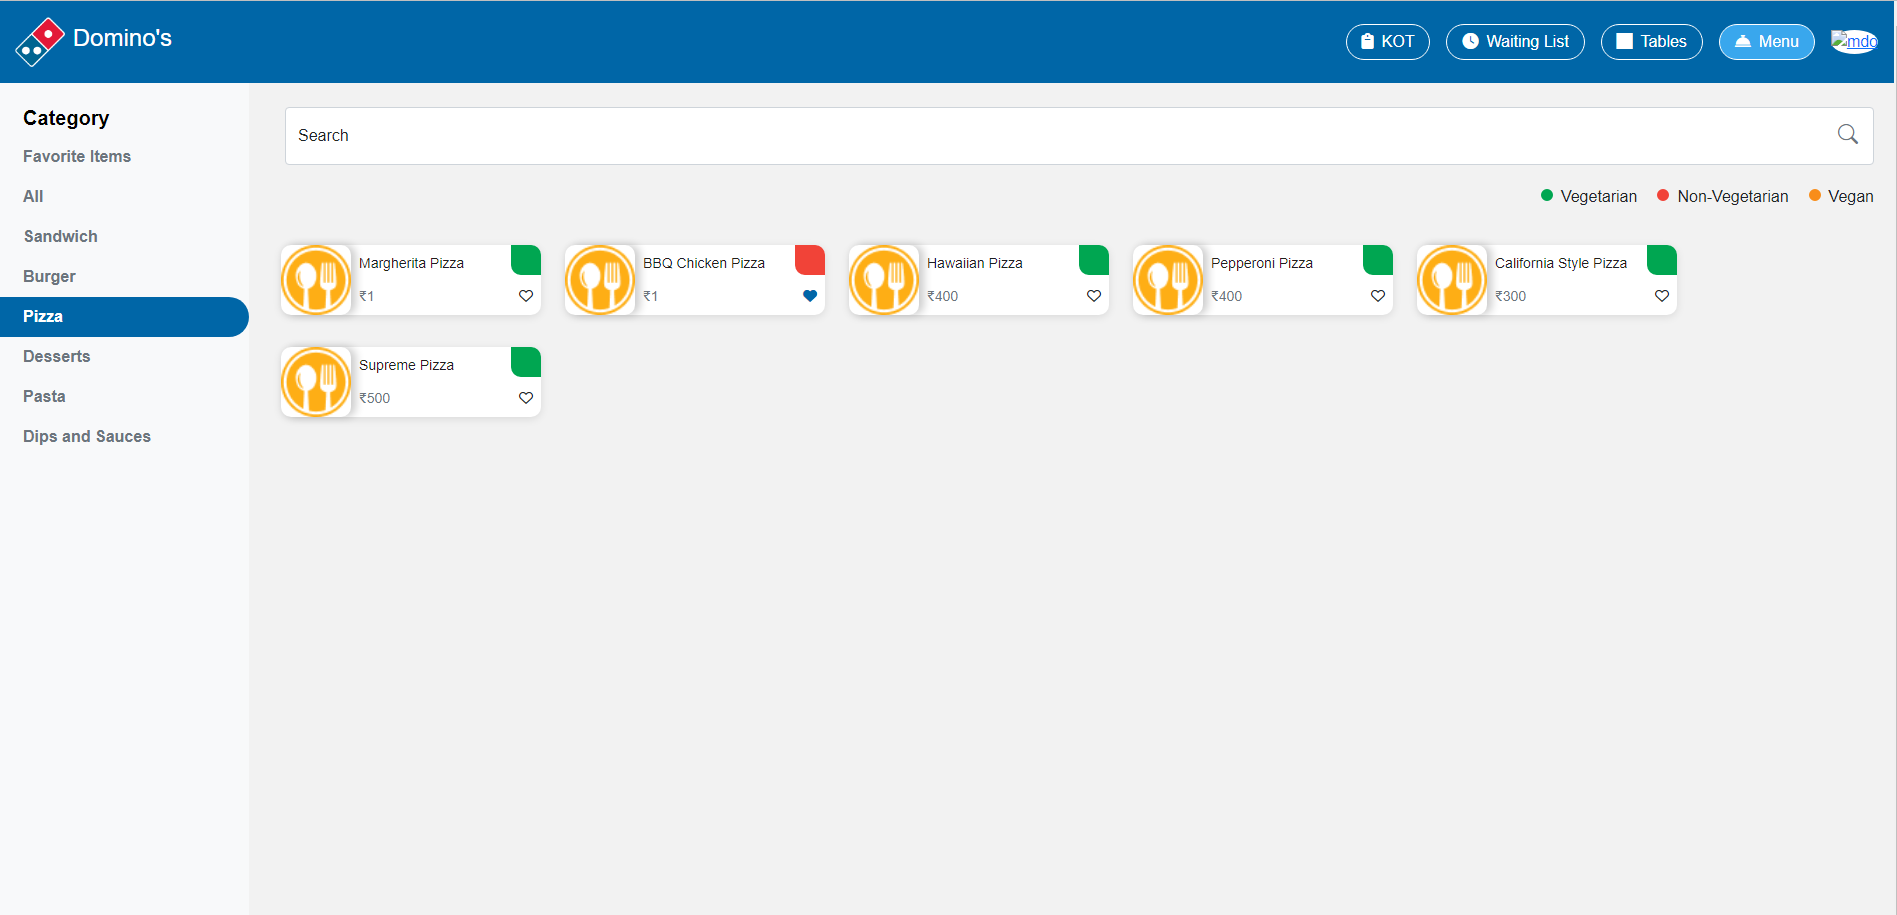 Domino's
KOT
Waiting List
Tables
Menu
mdo
Category
Favorite Items
All
Sandwich
Burger
Pizza
Desserts
Pasta
Dips and Sauces
Search
Vegetarian
Non-Vegetarian
Vegan
Margherita Pizza
₹1
BBQ Chicken Pizza
₹1
Hawaiian Pizza
₹400
Pepperoni Pizza
₹400
California Style Pizza
₹300
Supreme Pizza
₹500